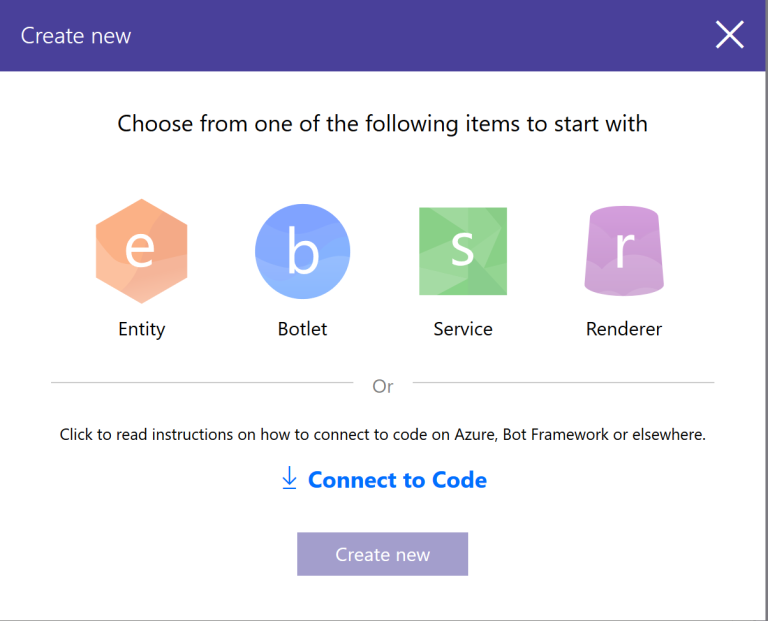 Create new
Choose from one of the following items to start with
e b s r
Entity Botlet Service Renderer
Or
Click to read instructions on how to connect to code on Azure, Bot Framework or elsewhere.
Connect to Code
Create new